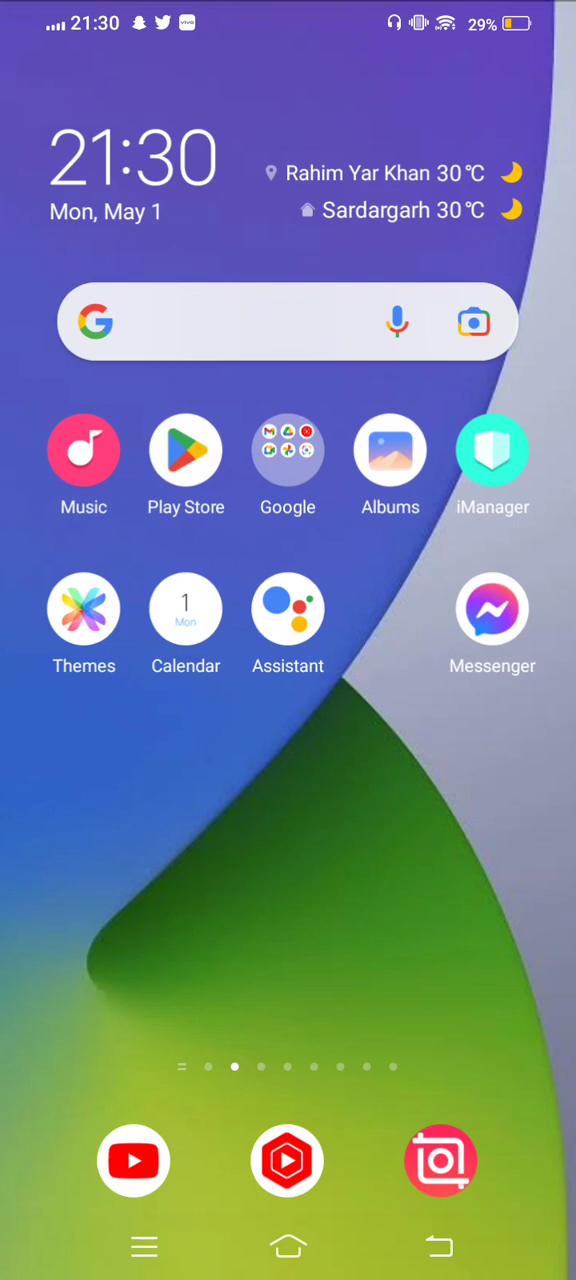 21:30
vivo
29%
21:30
Mon, May 1
Rahim Yar Khan 30°C
Sardargarh 30°C
Music
Play Store
Google
Albums
iManager
1
Mon
Themes
Calendar
Assistant
Messenger